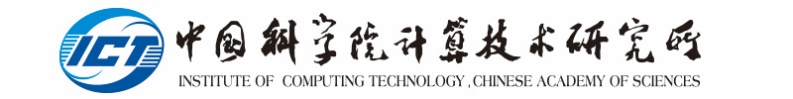 ICT
中国科学院计算技术研究所
INSTITUTE OF COMPUTING TECHNOLOGY, CHINESE ACADEMY OF SCIENCES